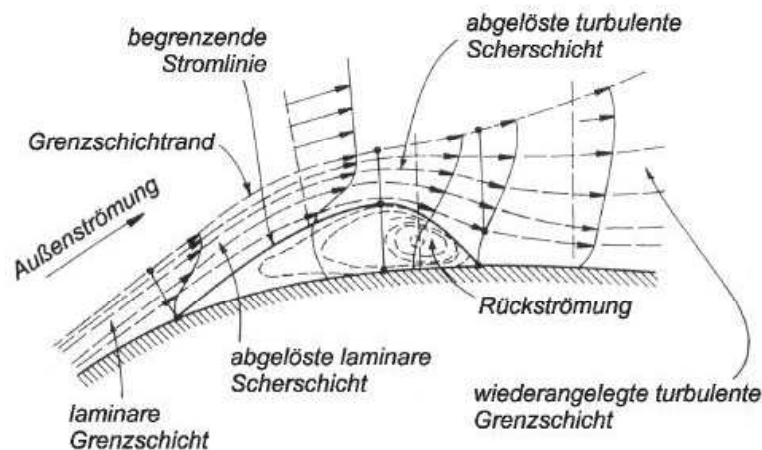 begrenzende
Stromlinie
abgelöste turbulente
Scherschicht
Grenzschichtrand
Außenströmung
Rückströmung
abgelöste laminare
Scherschicht
laminare
Grenzschicht
wiederangelegte turbulente
Grenzschicht